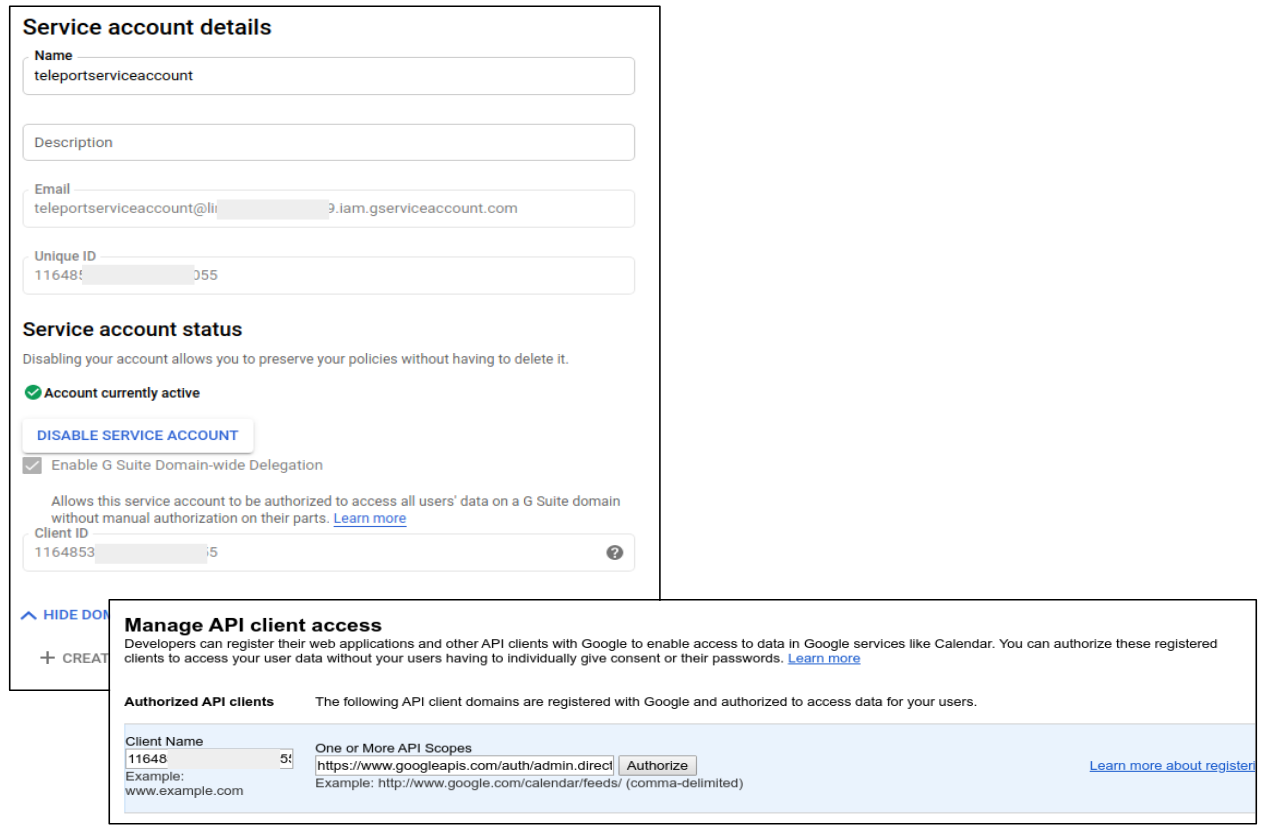 Service account details
Name
teleportserviceaccount
Description
Email
teleportserviceaccount@li 9.iam.gserviceaccount.com
Unique ID
11648 055
Service account status
Disabling your account allows you to preserve your policies without having to delete it.
Account currently active
DISABLE SERVICE ACCOUNT
Enable G Suite Domain-wide Delegation
Allows this service account to be authorized to access all users' data on a G Suite domain
without manual authorization on their parts. Learn more
Client ID
1164853 55
HIDE DOM
+ CREAT
Manage API client access
Developers can register their web applications and other API clients with Google to enable access to data in Google services like Calendar. You can authorize these registered
clients to access your user data without your users having to individually give consent or their passwords. Learn more
Authorized API clients The following API client domains are registered with Google and authorized to access data for your users.
Client Name
One or More API Scopes
11648 5 https://www.googleapis.com/auth/admin.direct Authorize Learn more about registeri
Example: Example: http://www.google.com/calendar/feeds/ (comma-delimited)
www.example.com